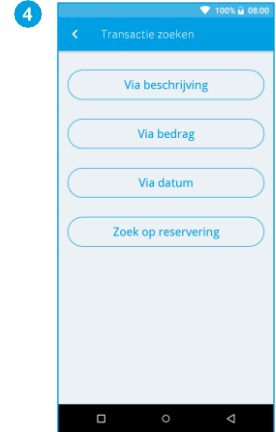 4
100% 08:00
Transactie zoeken
Via beschrijving
Via bedrag
Via datum
Zoek op reservering